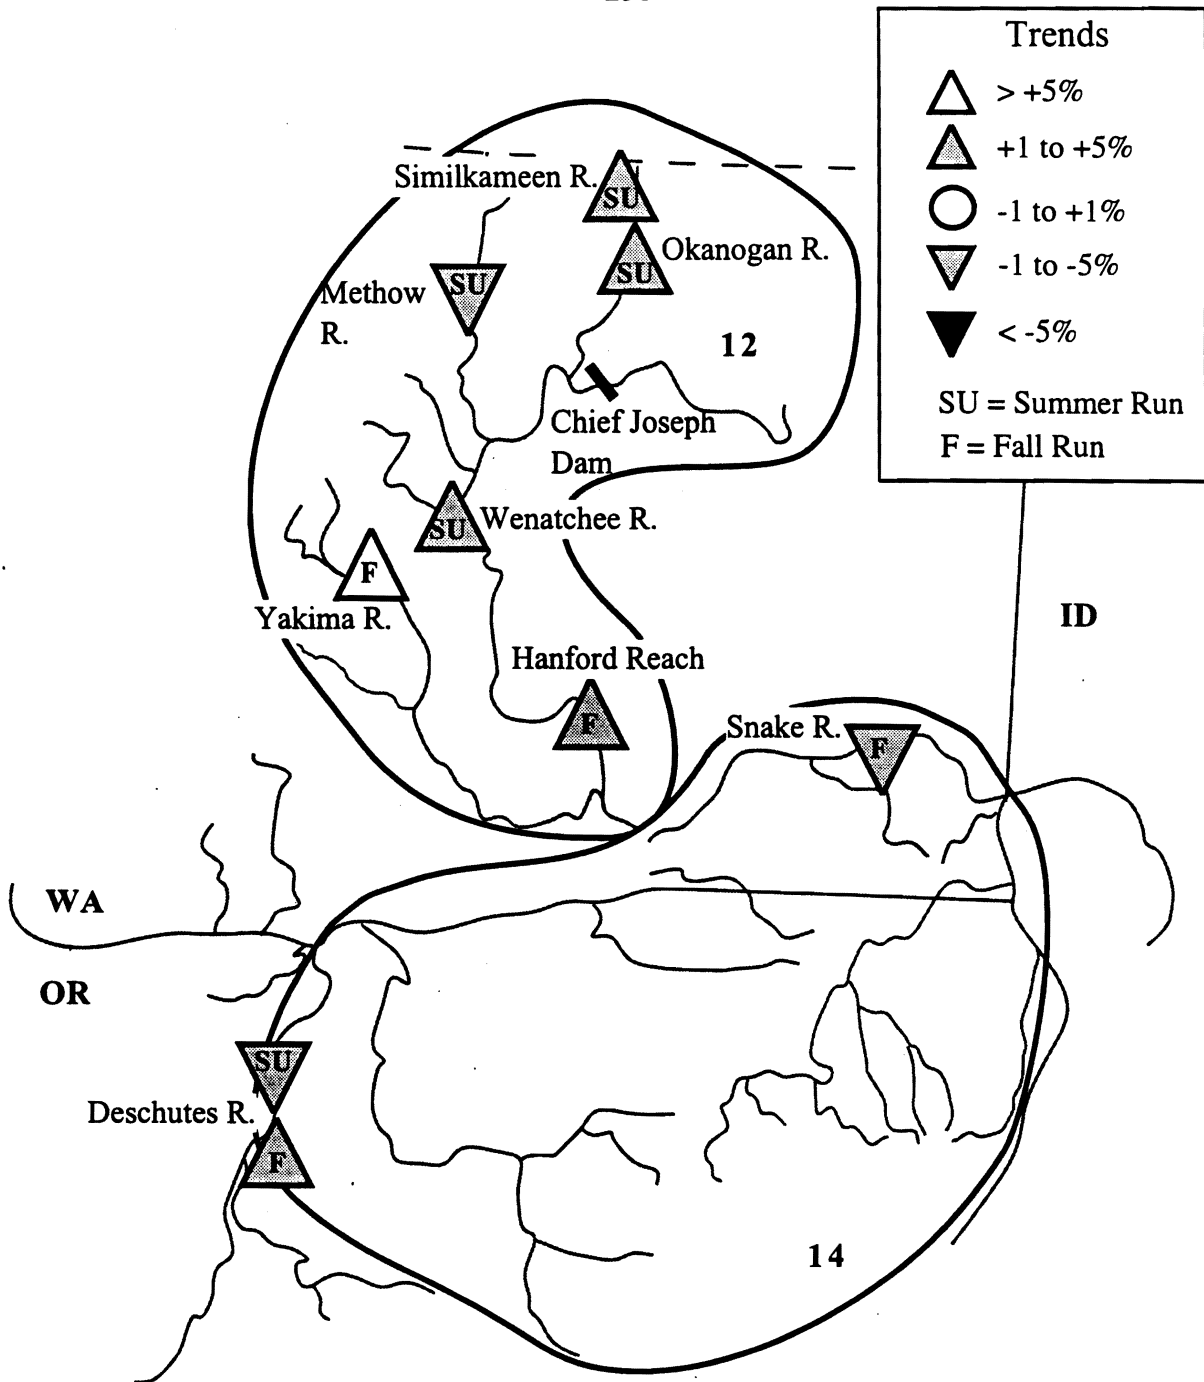 Trends
> +5%
+1 to +5%
-1 to +1%
-1 to -5%
< -5%
SU = Summer Run
F = Fall Run
Similkameen R.
SU
SU
Okanogan R.
Methow
R.
SU
12
Chief Joseph
Dam
SU
Wenatchee R.
F
Yakima R.
ID
Hanford Reach
F
Snake R.
F
WA
OR
SU
Deschutes R.
F
14